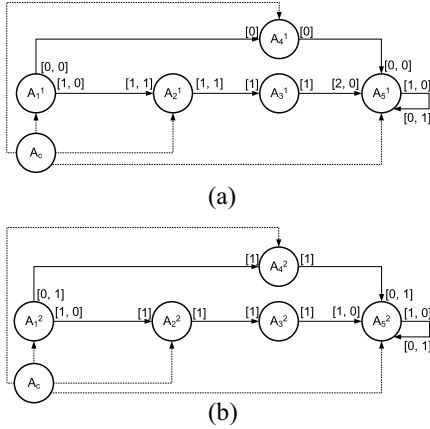 [0] A₄¹ [0]
[0, 0] [0, 0]
[1, 0] [1, 1] [1, 1] [1] [1] [2, 0] [1, 0]
A₁¹ A₂¹ A₃¹ A₅¹
[0, 1]
A꜀
(a)
[1] A₄² [1]
[0, 1] [0, 1]
[1, 0] [1] [1] [1] [1] [1, 0] [1, 0]
A₁² A₂² A₃² A₅²
[0, 1]
A꜀
(b)